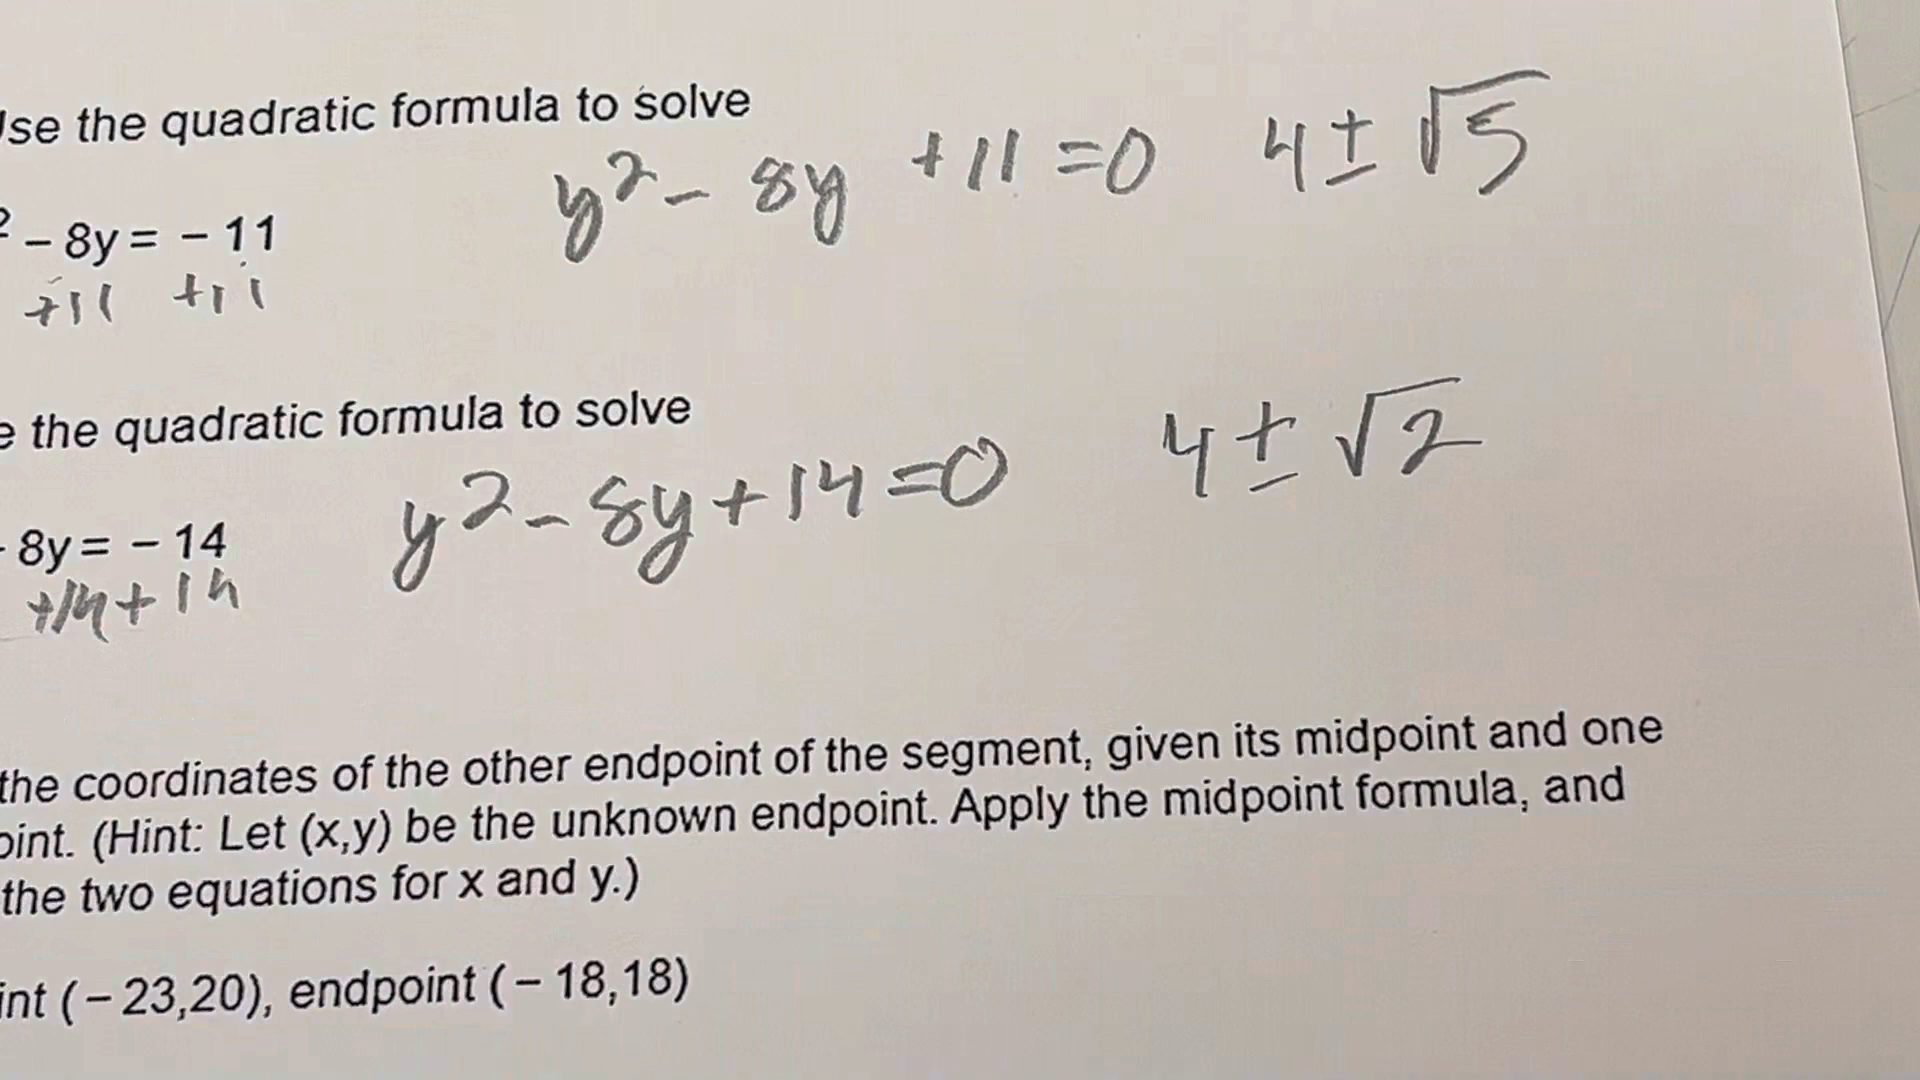 se the quadratic formula to solve
y² - 8y + 11 = 0 4 ± √5
² - 8y = - 11
+11 +11
the quadratic formula to solve
y² - 8y + 14 = 0 4 ± √2
8y = - 14
+14 + 14
the coordinates of the other endpoint of the segment, given its midpoint and one
oint. (Hint: Let (x,y) be the unknown endpoint. Apply the midpoint formula, and
the two equations for x and y.)
int (- 23,20), endpoint (- 18,18)